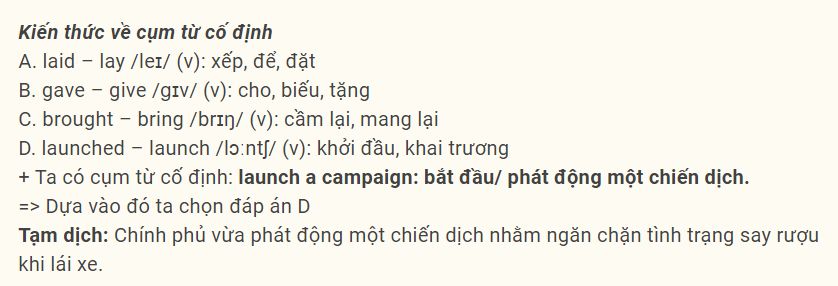 Kiến thức về cụm từ cố định
A. laid – lay /leɪ/ (v): xếp, để, đặt
B. gave – give /gɪv/ (v): cho, biếu, tặng
C. brought – bring /brɪŋ/ (v): cầm lại, mang lại
D. launched – launch /lɔːntʃ/ (v): khởi đầu, khai trương
+ Ta có cụm từ cố định: launch a campaign: bắt đầu/ phát động một chiến dịch.
=> Dựa vào đó ta chọn đáp án D
Tạm dịch: Chính phủ vừa phát động một chiến dịch nhằm ngăn chặn tình trạng say rượu
khi lái xe.